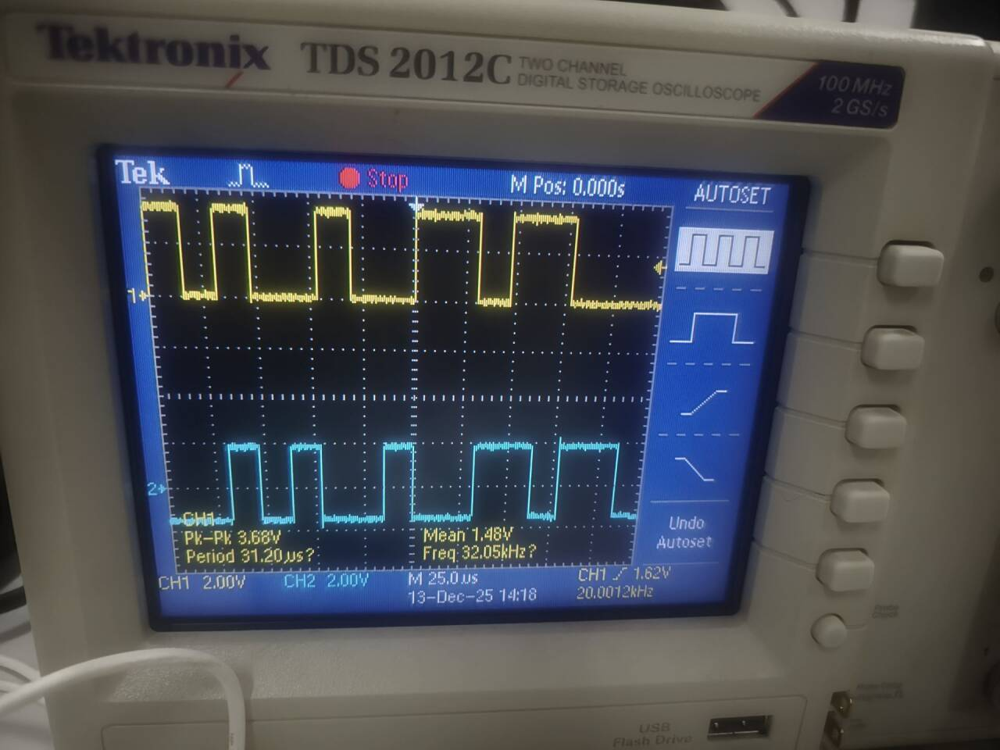 Tektronix TDS 2012C TWO CHANNEL
DIGITAL STORAGE OSCILLOSCOPE
100 MHz
2 GS/s
Tek Stop M Pos: 0.000s AUTOSET
1
2
CH1
Pk-Pk 3.68V Mean 1.48V
Period 31.20µs? Freq 32.05kHz?
Undo
Autoset
CH1 2.00V CH2 2.00V M 25.0µs CH1 1.62V
13-Dec-25 14:18 20.0012kHz
USB
Flash Drive